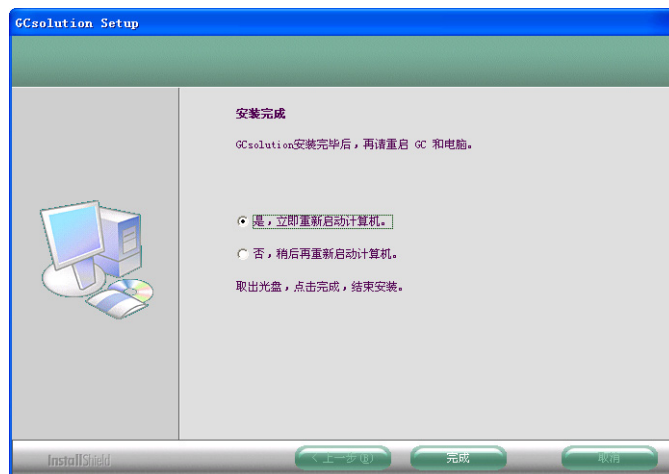 GCsolution Setup
安装完成
GCsolution安装完毕后，再请重启 GC 和电脑。
是，立即重新启动计算机。
否，稍后再重新启动计算机。
取出光盘，点击完成，结束安装。
InstallShield
< 上一步(B)
完成
取消